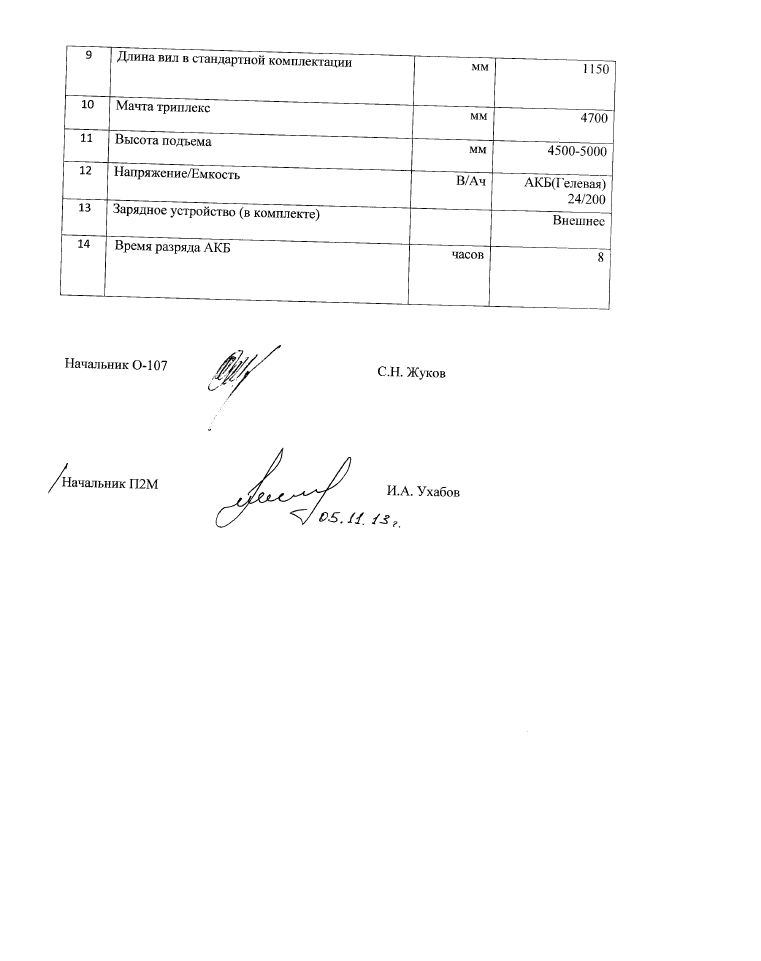 9 Длина вил в стандартной комплектации мм 1150
10 Мачта триплекс мм 4700
11 Высота подъема мм 4500-5000
12 Напряжение/Емкость В/Ач АКБ(Гелевая)
24/200
13 Зарядное устройство (в комплекте) Внешнее
14 Время разряда АКБ часов 8
Начальник О-107 С.Н. Жуков
Начальник П2М И.А. Ухабов
05.11.13г.